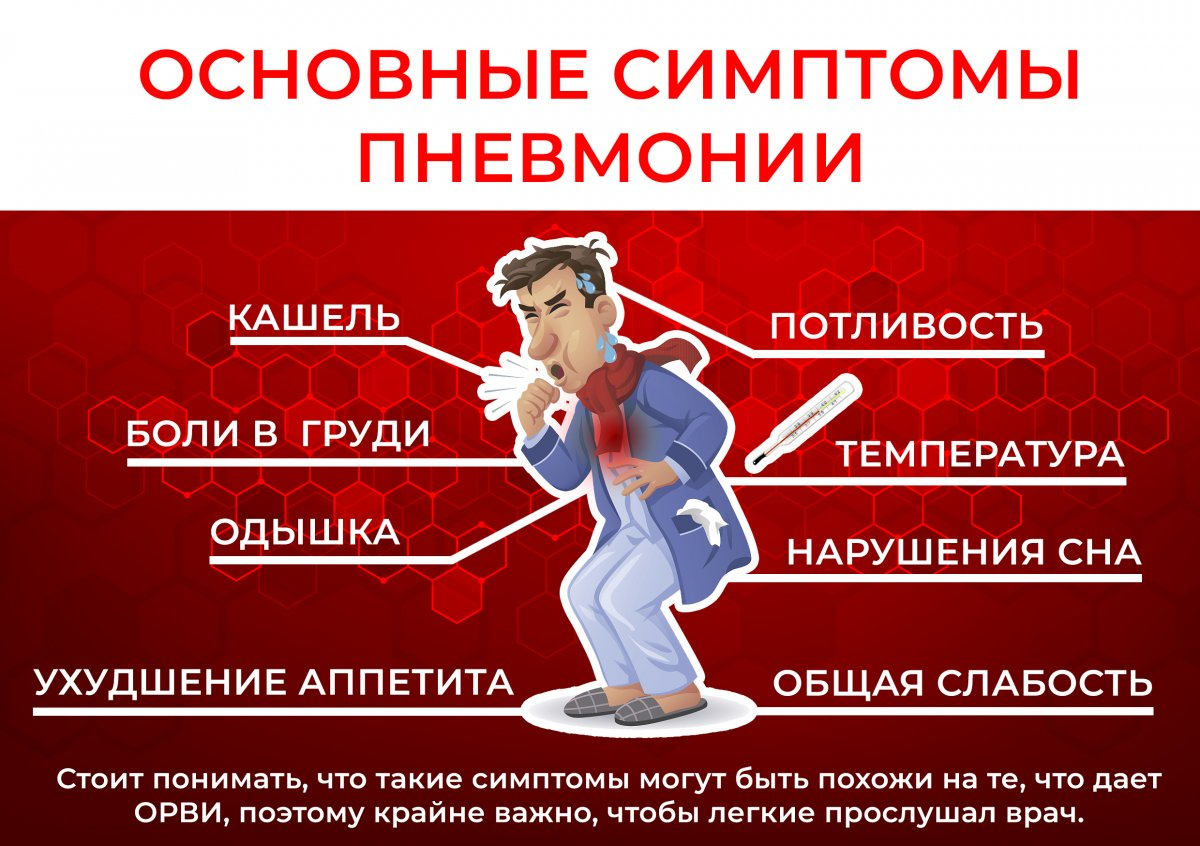 ОСНОВНЫЕ СИМПТОМЫ
ПНЕВМОНИИ
КАШЕЛЬ
ПОТЛИВОСТЬ
БОЛИ В ГРУДИ
ТЕМПЕРАТУРА
ОДЫШКА
НАРУШЕНИЯ СНА
УХУДШЕНИЕ АППЕТИТА
ОБЩАЯ СЛАБОСТЬ
Стоит понимать, что такие симптомы могут быть похожи на те, что дает
ОРВИ, поэтому крайне важно, чтобы легкие прослушал врач.